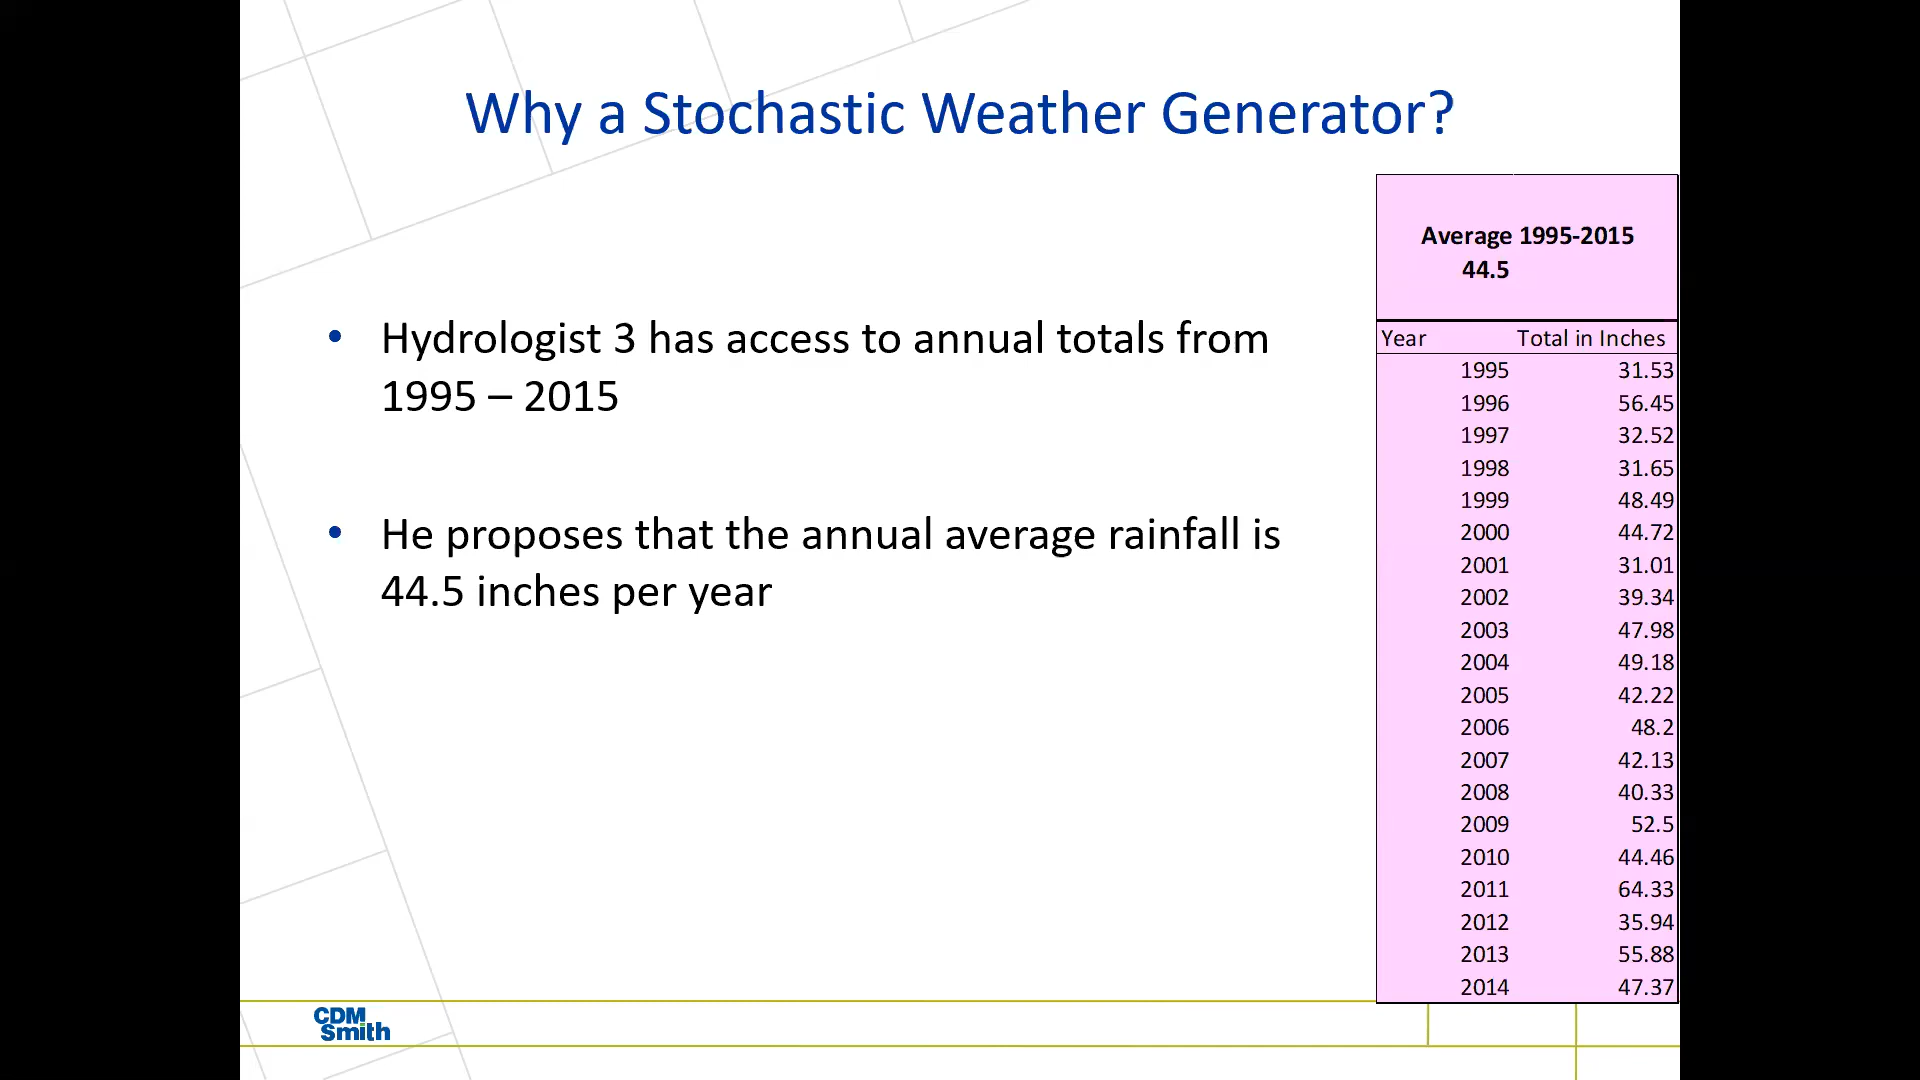 Why a Stochastic Weather Generator?
• Hydrologist 3 has access to annual totals from
1995 – 2015
• He proposes that the annual average rainfall is
44.5 inches per year
Average 1995-2015
44.5
Year Total in Inches
1995 31.53
1996 56.45
1997 32.52
1998 31.65
1999 48.49
2000 44.72
2001 31.01
2002 39.34
2003 47.98
2004 49.18
2005 42.22
2006 48.2
2007 42.13
2008 40.33
2009 52.5
2010 44.46
2011 64.33
2012 35.94
2013 55.88
2014 47.37
CDM
Smith